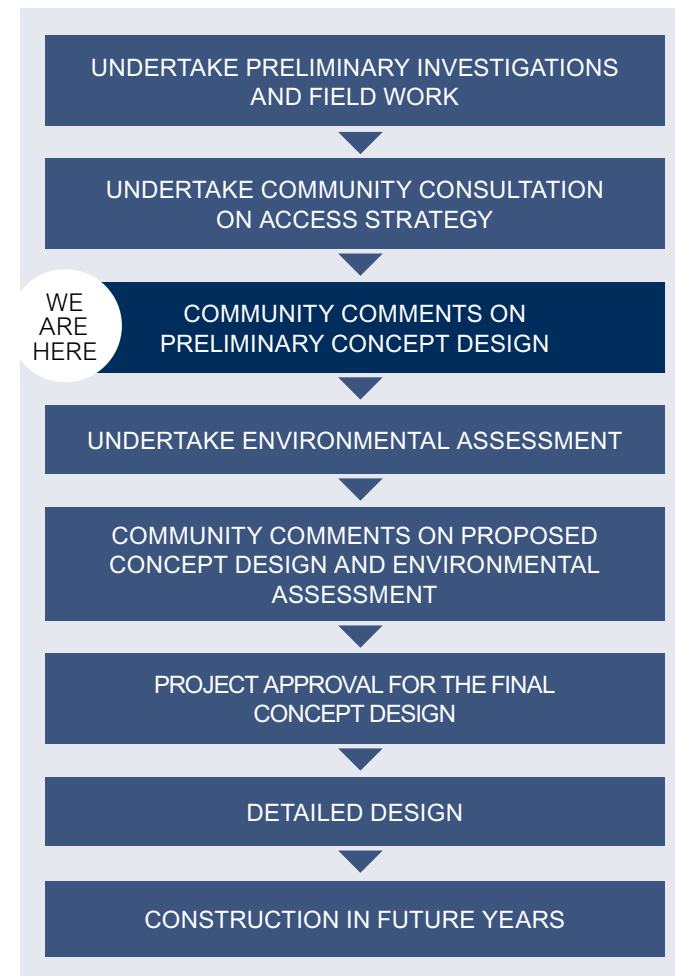 UNDERTAKE PRELIMINARY INVESTIGATIONS
AND FIELD WORK
UNDERTAKE COMMUNITY CONSULTATION
ON ACCESS STRATEGY
WE
ARE
HERE
COMMUNITY COMMENTS ON
PRELIMINARY CONCEPT DESIGN
UNDERTAKE ENVIRONMENTAL ASSESSMENT
COMMUNITY COMMENTS ON PROPOSED
CONCEPT DESIGN AND ENVIRONMENTAL
ASSESSMENT
PROJECT APPROVAL FOR THE FINAL
CONCEPT DESIGN
DETAILED DESIGN
CONSTRUCTION IN FUTURE YEARS